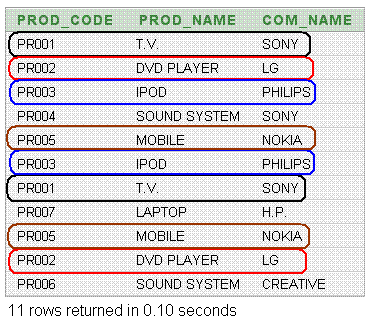 PROD_CODE PROD_NAME COM_NAME
PR001 T.V. SONY
PR002 DVD PLAYER LG
PR003 IPOD PHILIPS
PR004 SOUND SYSTEM SONY
PR005 MOBILE NOKIA
PR003 IPOD PHILIPS
PR001 T.V. SONY
PR007 LAPTOP H.P.
PR005 MOBILE NOKIA
PR002 DVD PLAYER LG
PR006 SOUND SYSTEM CREATIVE
11 rows returned in 0.10 seconds